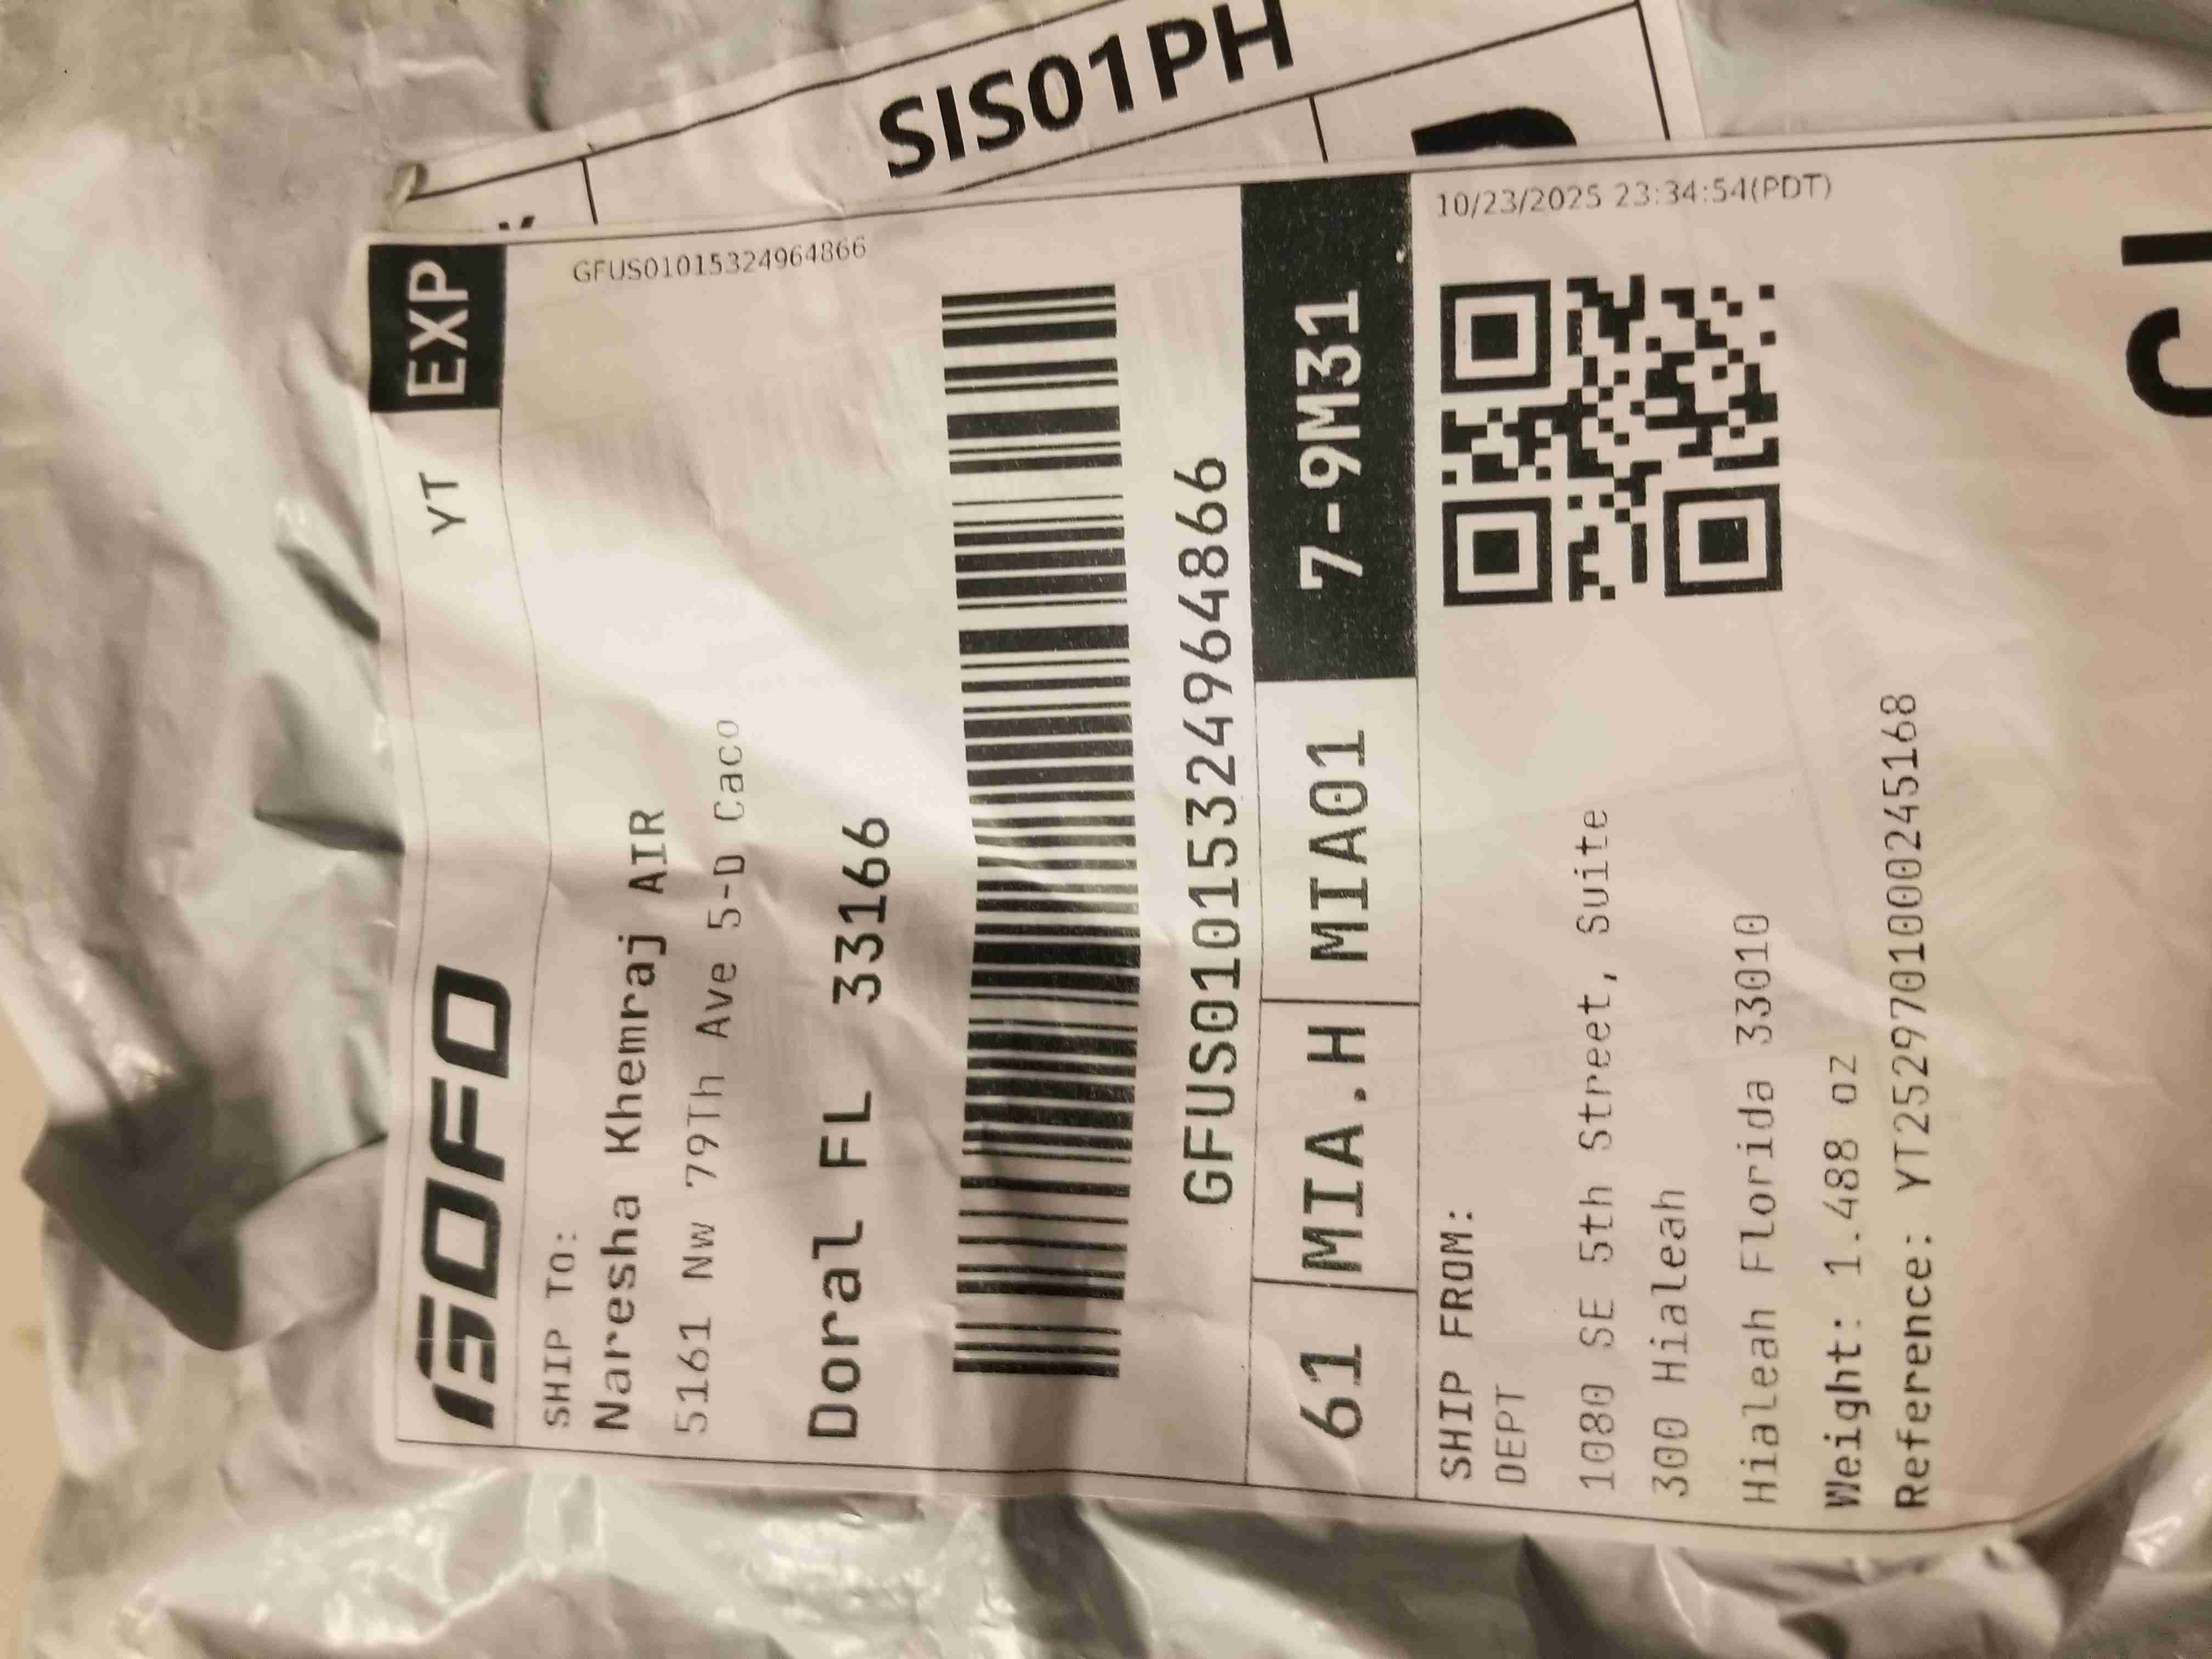 SIS01PH
GOFO
YT
EXP
GFUS01015324964866
SHIP TO:
Naresha Khemraj AIR
5161 Nw 79Th Ave 5-D Caco
Doral FL 33166
GFUS01015324964866
61 MIA.H MIA01 7-9M31
10/23/2025 23:34:54(PDT)
SHIP FROM:
DEPT
1080 SE 5th Street, Suite
300 Hialeah
Hialeah Florida 33010
Weight: 1.488 oz
Reference: YT2529701000245168